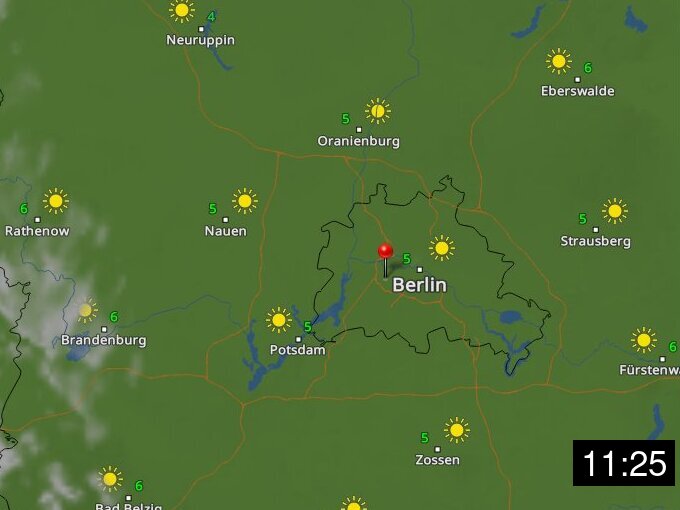 4
Neuruppin
6
Eberswalde
5
Oranienburg
6
Rathenow
5
Nauen
5
Strausberg
5
Berlin
6
Brandenburg
5
Potsdam
6
Fürstenwa
5
Zossen
11:25
6
Bad Belzig